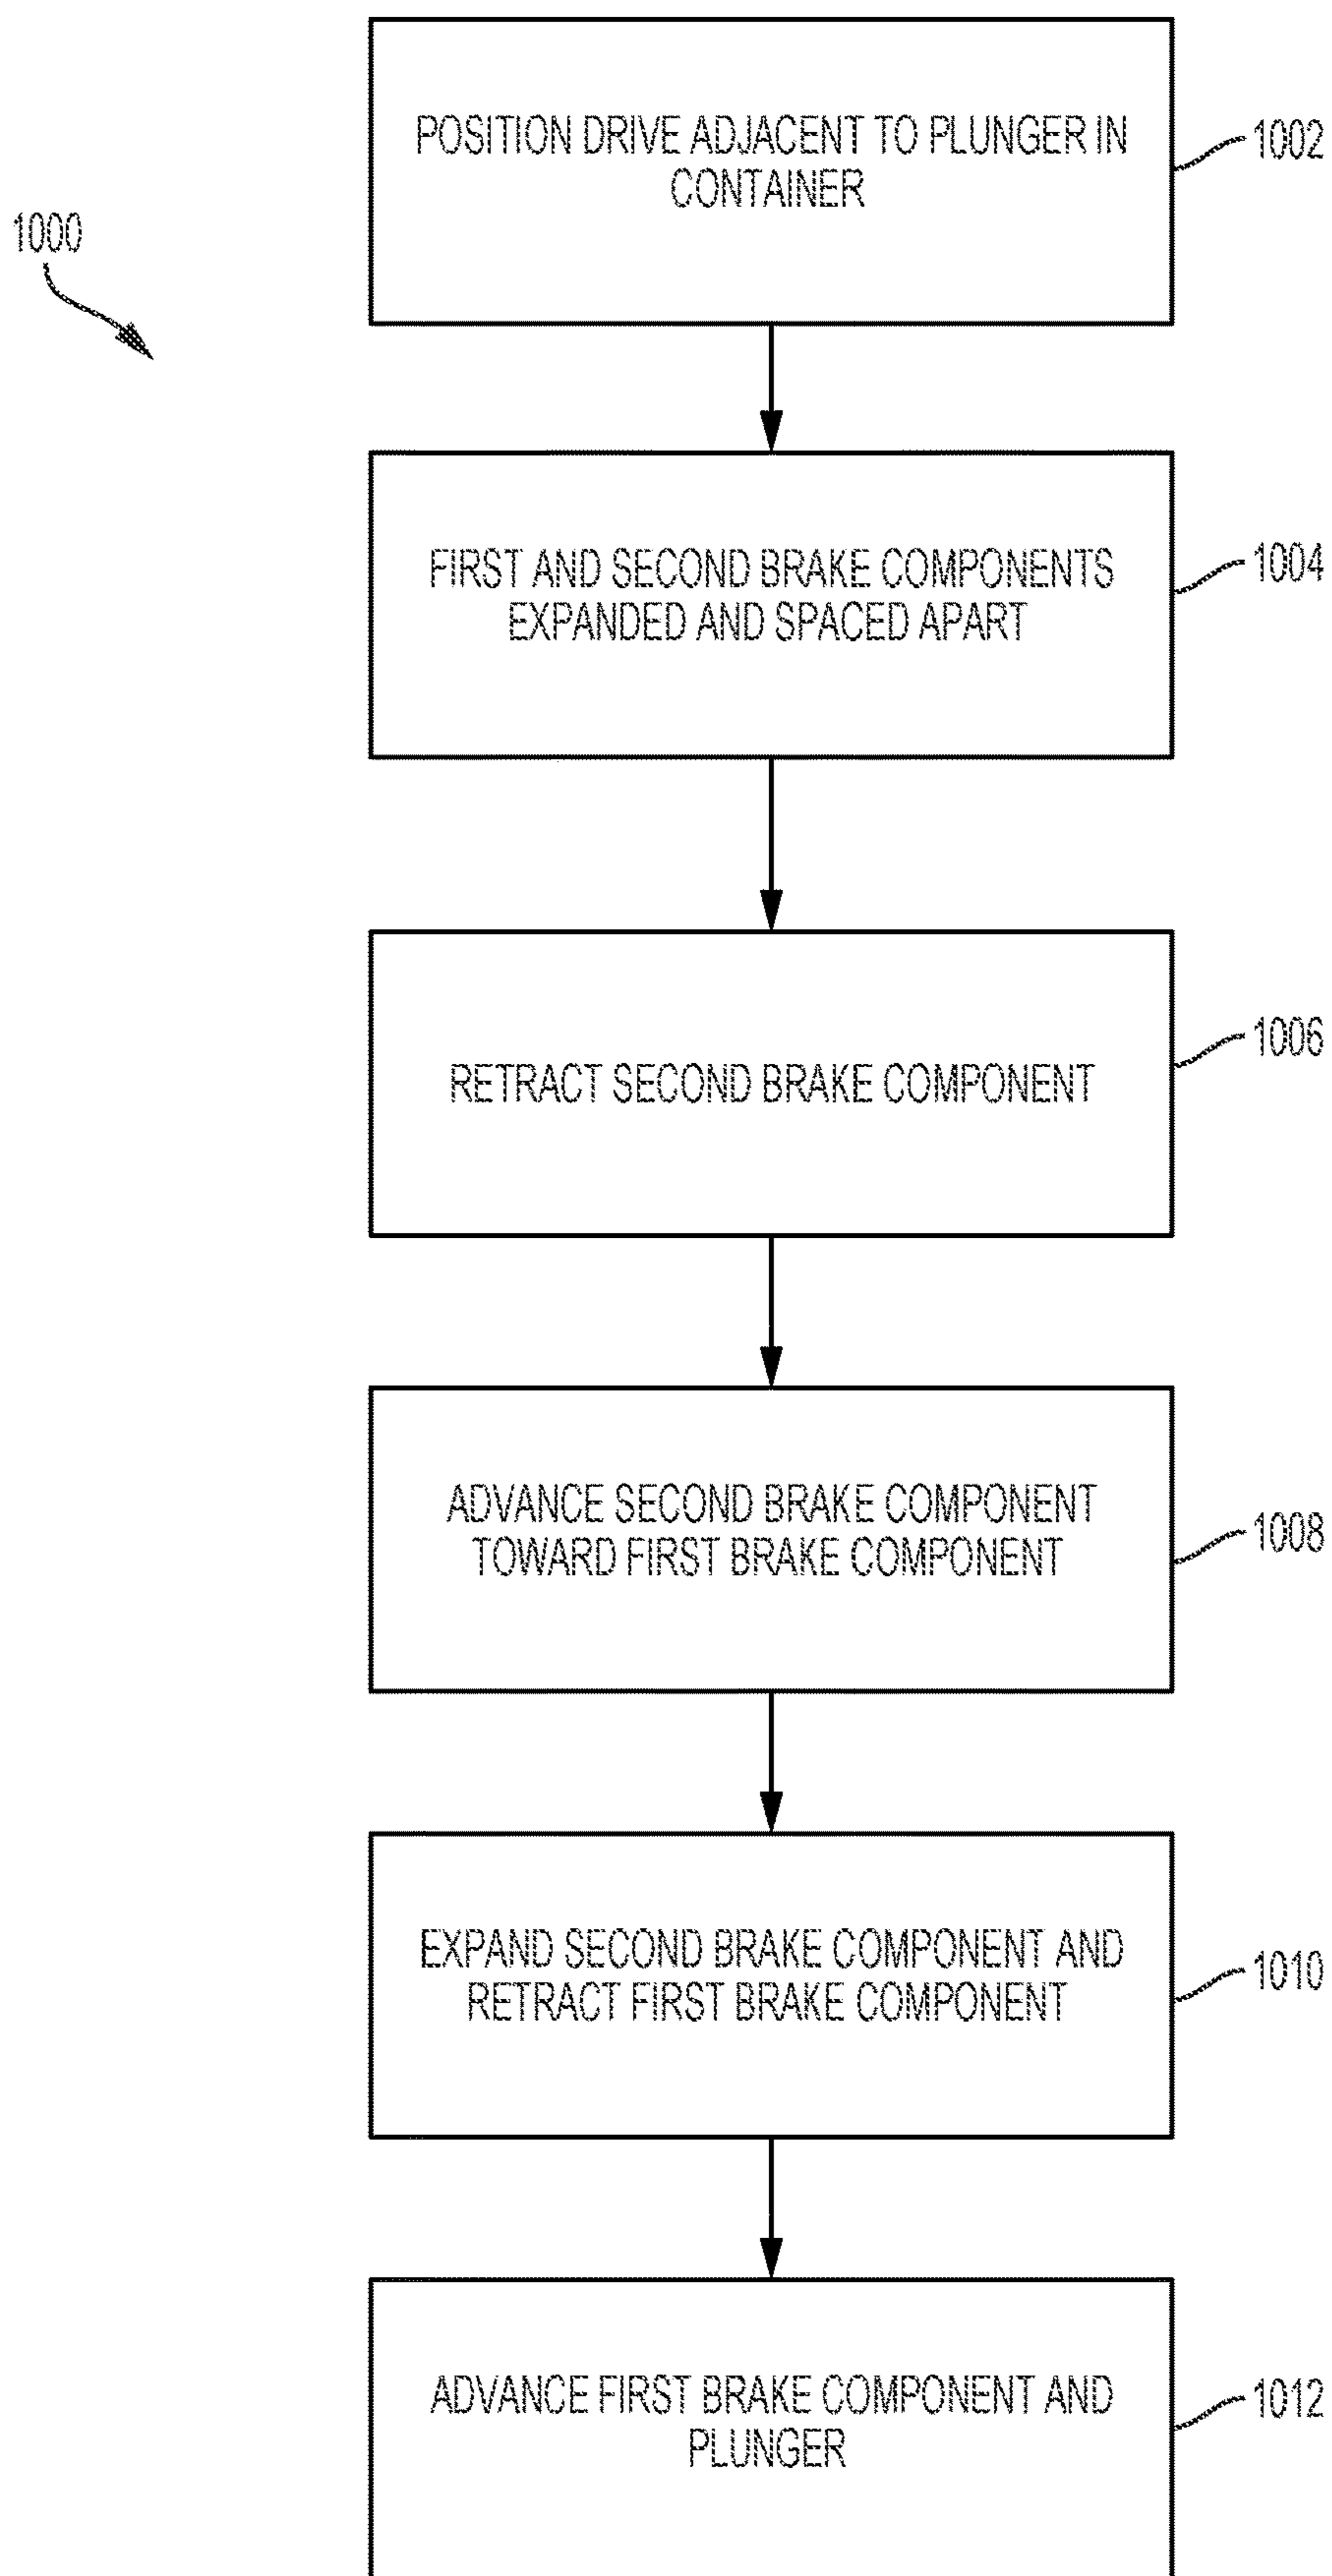 POSITION DRIVE ADJACENT TO PLUNGER IN
CONTAINER
1002
1000
FIRST AND SECOND BRAKE COMPONENTS
EXPANDED AND SPACED APART
1004
RETRACT SECOND BRAKE COMPONENT
1006
ADVANCE SECOND BRAKE COMPONENT
TOWARD FIRST BRAKE COMPONENT
1008
EXPAND SECOND BRAKE COMPONENT AND
RETRACT FIRST BRAKE COMPONENT
1010
ADVANCE FIRST BRAKE COMPONENT AND
PLUNGER
1012